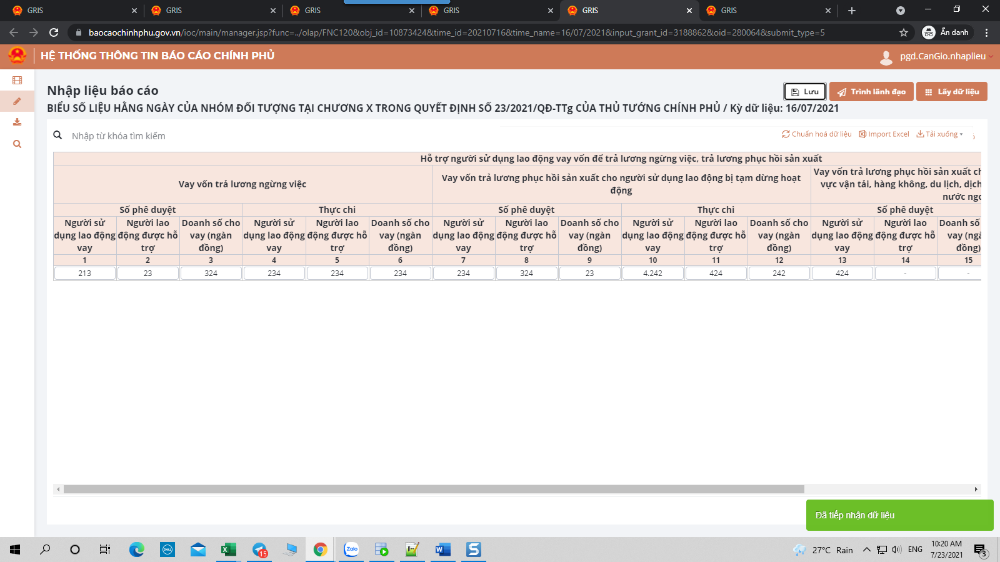 GRIS
GRIS
GRIS
GRIS
GRIS
GRIS
baocaochinhphu.gov.vn/ioc/main/manager.jsp?func=../olap/FNC120&obj_id=10873424&time_id=20210716&time_name=16/07/2021&input_grant_id=3188862&oid=280064&submit_type=5
Ẩn danh
HỆ THỐNG THÔNG TIN BÁO CÁO CHÍNH PHỦ
pgd.CanGio.nhaplieu
Nhập liệu báo cáo
Lưu
Trình lãnh đạo
Lấy dữ liệu
BIỂU SỐ LIỆU HẰNG NGÀY CỦA NHÓM ĐỐI TƯỢNG TẠI CHƯƠNG X TRONG QUYẾT ĐỊNH SỐ 23/2021/QĐ-TTg CỦA THỦ TƯỚNG CHÍNH PHỦ / Kỳ dữ liệu: 16/07/2021
Nhập từ khóa tìm kiếm
Chuẩn hoá dữ liệu
Import Excel
Tải xuống
Hỗ trợ người sử dụng lao động vay vốn để trả lương ngừng việc, trả lương phục hồi sản xuất
Vay vốn trả lương ngừng việc
Vay vốn trả lương phục hồi sản xuất cho người sử dụng lao động bị tạm dừng hoạt
động
Vay vốn trả lương phục hồi sản xuất ch
vực vận tải, hàng không, du lịch, dịch
nước ngo
Số phê duyệt
Thực chi
Số phê duyệt
Thực chi
Số phê duyệt
Người sử
dụng lao động
vay
Người lao
động được hỗ
trợ
Doanh số cho
vay (ngàn
đồng)
Người sử
dụng lao động
vay
Người lao
động được hỗ
trợ
Doanh số cho
vay (ngàn
đồng)
Người sử
dụng lao động
vay
Người lao
động được hỗ
trợ
Doanh số cho
vay (ngàn
đồng)
Người sử
dụng lao động
vay
Người lao
động được hỗ
trợ
Doanh số cho
vay (ngàn
đồng)
Người sử
dụng lao động
vay
Người lao
động được hỗ
trợ
Doanh số
vay (ngà
đồng)
1 2 3 4 5 6 7 8 9 10 11 12 13 14 15
213 23 324 234 234 234 234 324 23 4.242 424 242 424 - -
Đã tiếp nhận dữ liệu
DELL
15
Zalo
27°C Rain
ENG
10:20 AM
7/23/2021
3